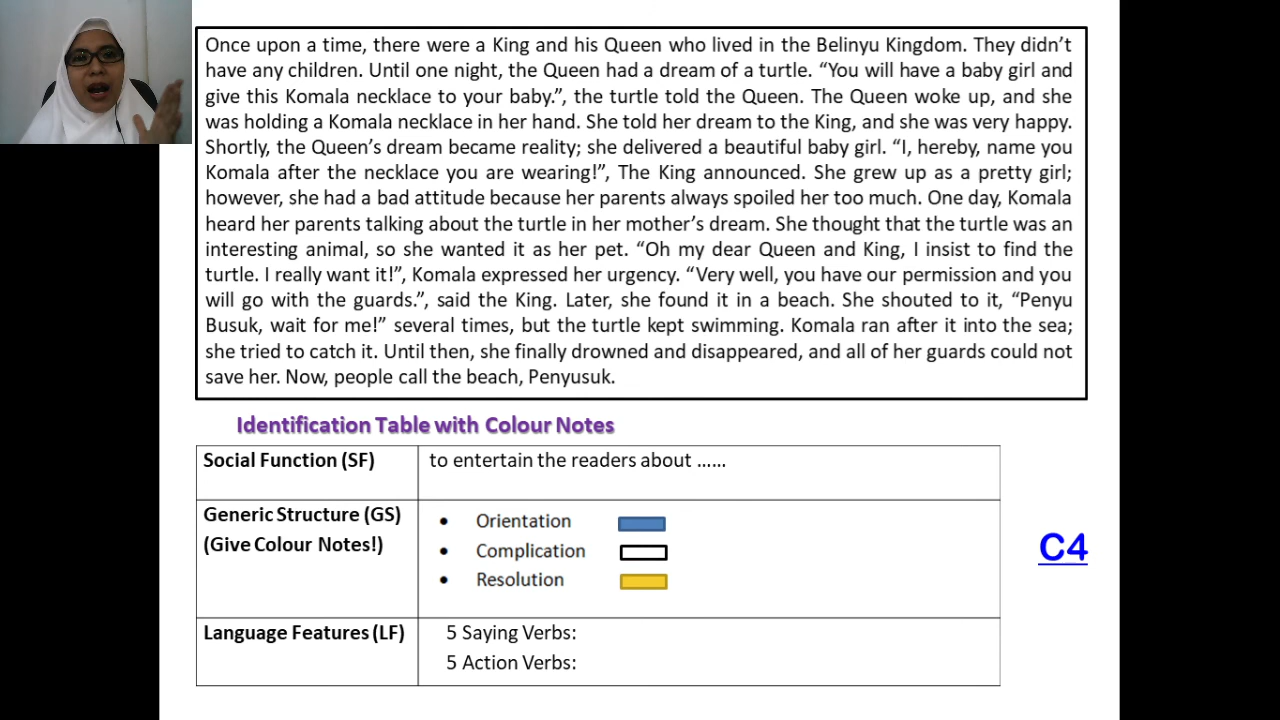 Once upon a time, there were a King and his Queen who lived in the Belinyu Kingdom. They didn’t
have any children. Until one night, the Queen had a dream of a turtle. “You will have a baby girl and
give this Komala necklace to your baby.”, the turtle told the Queen. The Queen woke up, and she
was holding a Komala necklace in her hand. She told her dream to the King, and she was very happy.
Shortly, the Queen’s dream became reality; she delivered a beautiful baby girl. “I, hereby, name you
Komala after the necklace you are wearing!”, The King announced. She grew up as a pretty girl;
however, she had a bad attitude because her parents always spoiled her too much. One day, Komala
heard her parents talking about the turtle in her mother’s dream. She thought that the turtle was an
interesting animal, so she wanted it as her pet. “Oh my dear Queen and King, I insist to find the
turtle. I really want it!”, Komala expressed her urgency. “Very well, you have our permission and you
will go with the guards.”, said the King. Later, she found it in a beach. She shouted to it, “Penyu
Busuk, wait for me!” several times, but the turtle kept swimming. Komala ran after it into the sea;
she tried to catch it. Until then, she finally drowned and disappeared, and all of her guards could not
save her. Now, people call the beach, Penyusuk.
Identification Table with Colour Notes
Social Function (SF)
to entertain the readers about ......
Generic Structure (GS)
(Give Colour Notes!)
• Orientation
• Complication
• Resolution
C4
Language Features (LF)
5 Saying Verbs:
5 Action Verbs: